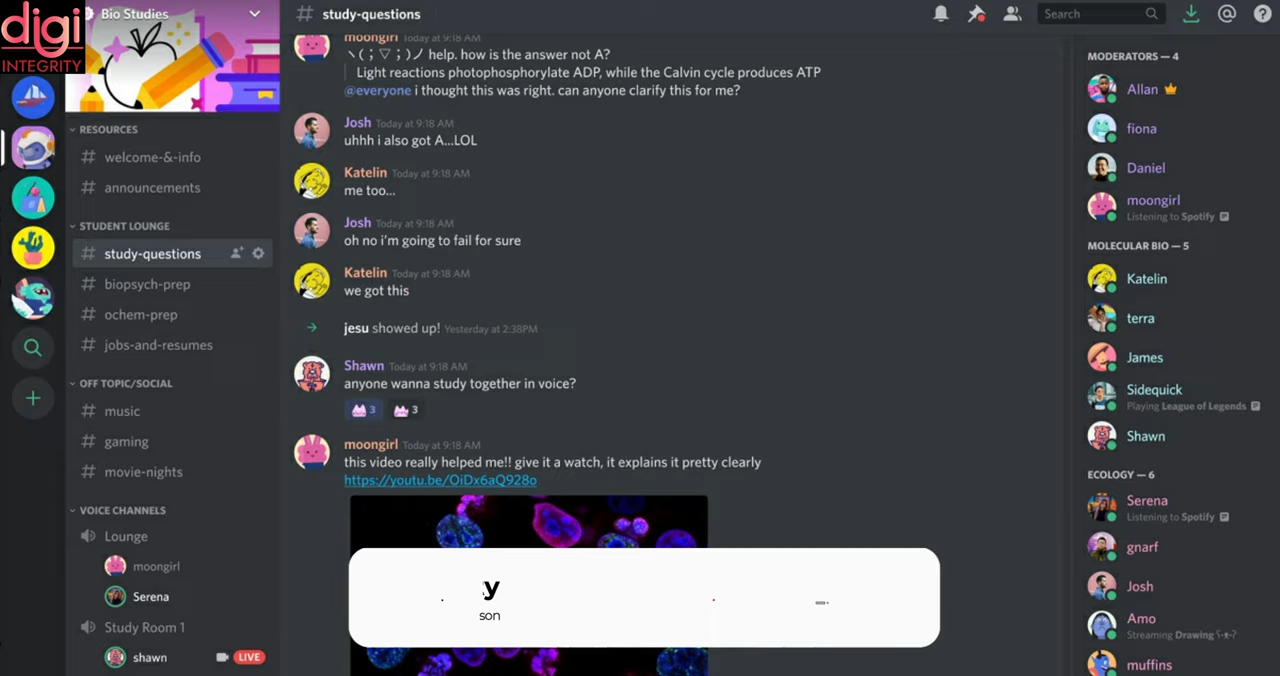 digi
INTEGRITY
Bio Studies
RESOURCES
# welcome-&-info
# announcements
STUDENT LOUNGE
# study-questions
# biopsych-prep
# ochem-prep
# jobs-and-resumes
OFF TOPIC/SOCIAL
# music
# gaming
# movie-nights
VOICE CHANNELS
Lounge
moongirl
Serena
Study Room 1
shawn LIVE
# study-questions
Search
moongirl Today at 9:18 AM
ヽ(；▽；)ノ help. how is the answer not A?
Light reactions photophosphorylate ADP, while the Calvin cycle produces ATP
@everyone i thought this was right. can anyone clarify this for me?
Josh Today at 9:18 AM
uhhh i also got A...LOL
Katelin Today at 9:18 AM
me too...
Josh Today at 9:18 AM
oh no i'm going to fail for sure
Katelin Today at 9:18 AM
we got this
jesu showed up! Yesterday at 2:38PM
Shawn Today at 9:18 AM
anyone wanna study together in voice?
3 3
moongirl Today at 9:18 AM
this video really helped me!! give it a watch, it explains it pretty clearly
https://youtu.be/OiDx6aQ928o
y
son
MODERATORS — 4
Allan
fiona
Daniel
moongirl
Listening to Spotify
MOLECULAR BIO — 5
Katelin
terra
James
Sidequick
Playing League of Legends
Shawn
ECOLOGY — 6
Serena
Listening to Spotify
gnarf
Josh
Amo
Streaming Drawing ʕ·ᴥ·ʔ
muffins